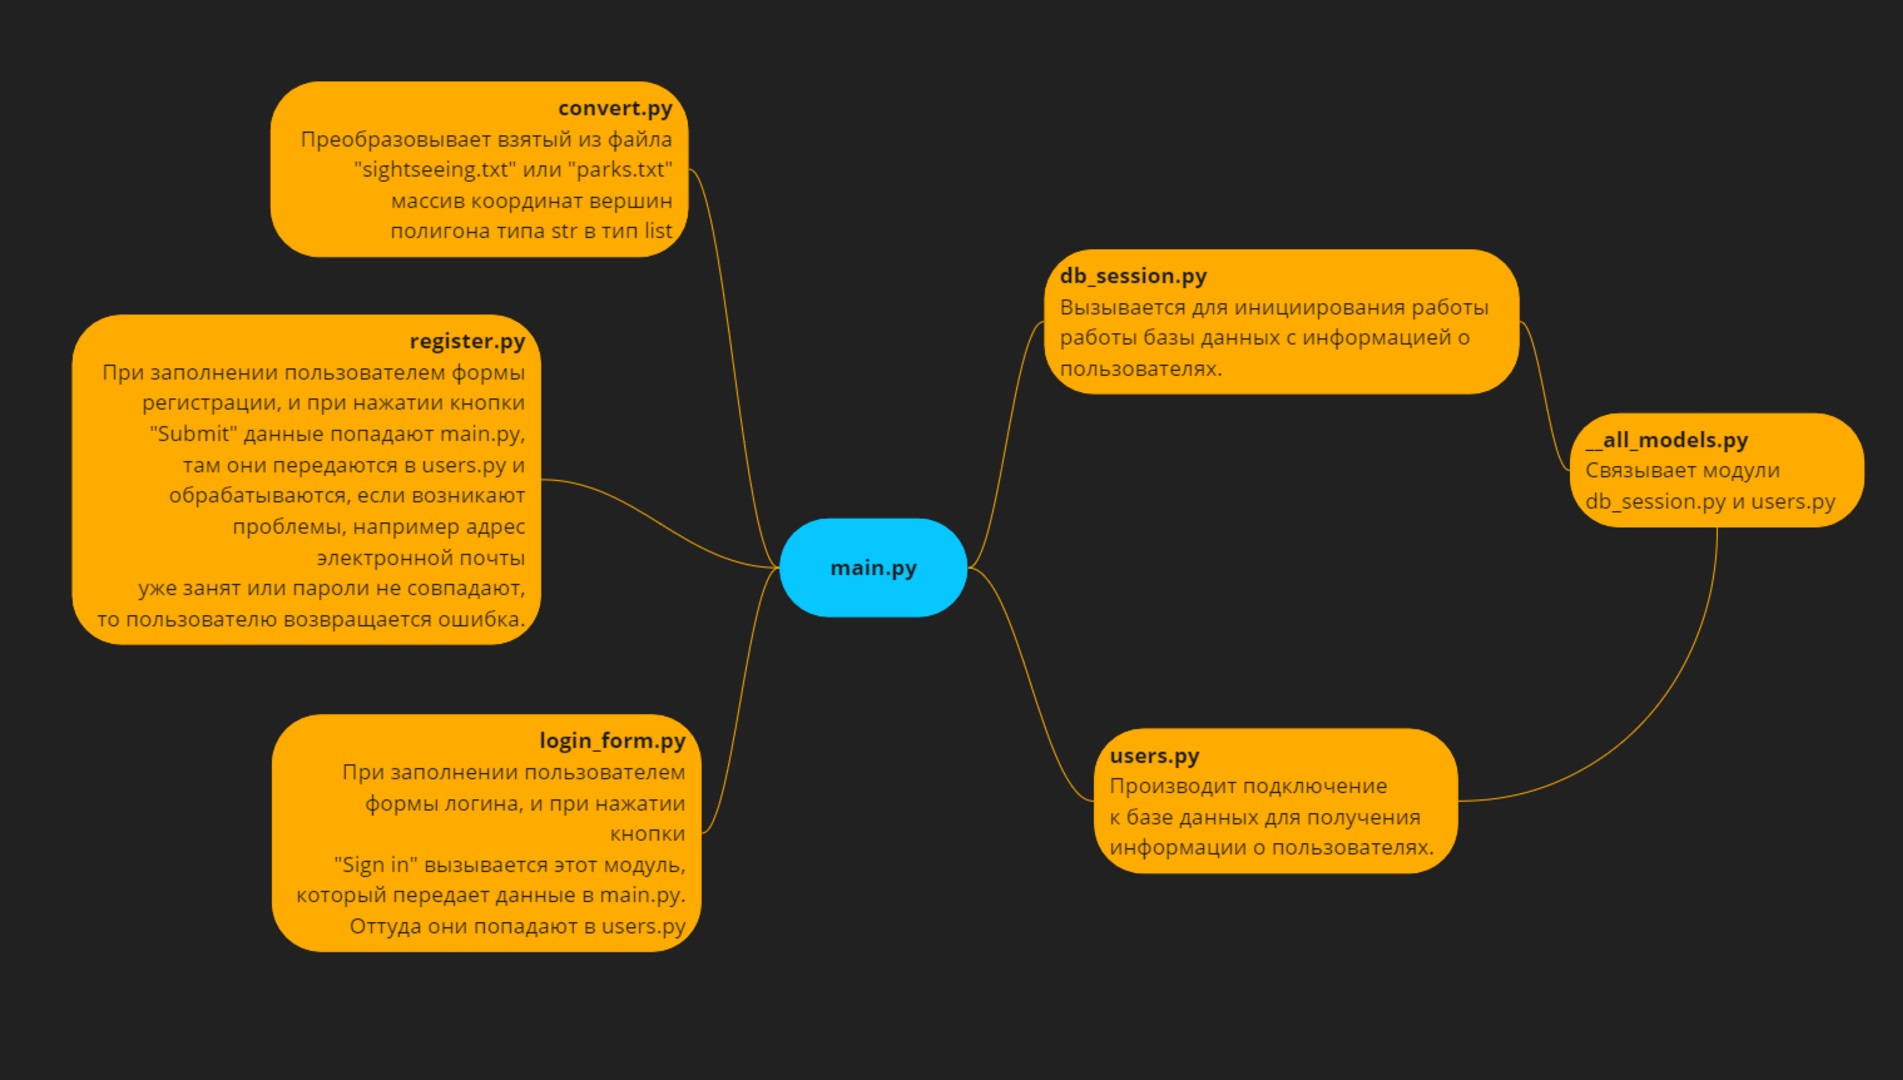 convert.py
Преобразовывает взятый из файла
"sightseeing.txt" или "parks.txt"
массив координат вершин
полигона типа str в тип list
register.py
При заполнении пользователем формы
регистрации, и при нажатии кнопки
"Submit" данные попадают main.py,
там они передаются в users.py и
обрабатываются, если возникают
проблемы, например адрес
электронной почты
уже занят или пароли не совпадают,
то пользователю возвращается ошибка.
login_form.py
При заполнении пользователем
формы логина, и при нажатии
кнопки
"Sign in" вызывается этот модуль,
который передает данные в main.py.
Оттуда они попадают в users.py
main.py
db_session.py
Вызывается для инициирования работы
работы базы данных с информацией о
пользователях.
__all_models.py
Связывает модули
db_session.py и users.py
users.py
Производит подключение
к базе данных для получения
информации о пользователях.